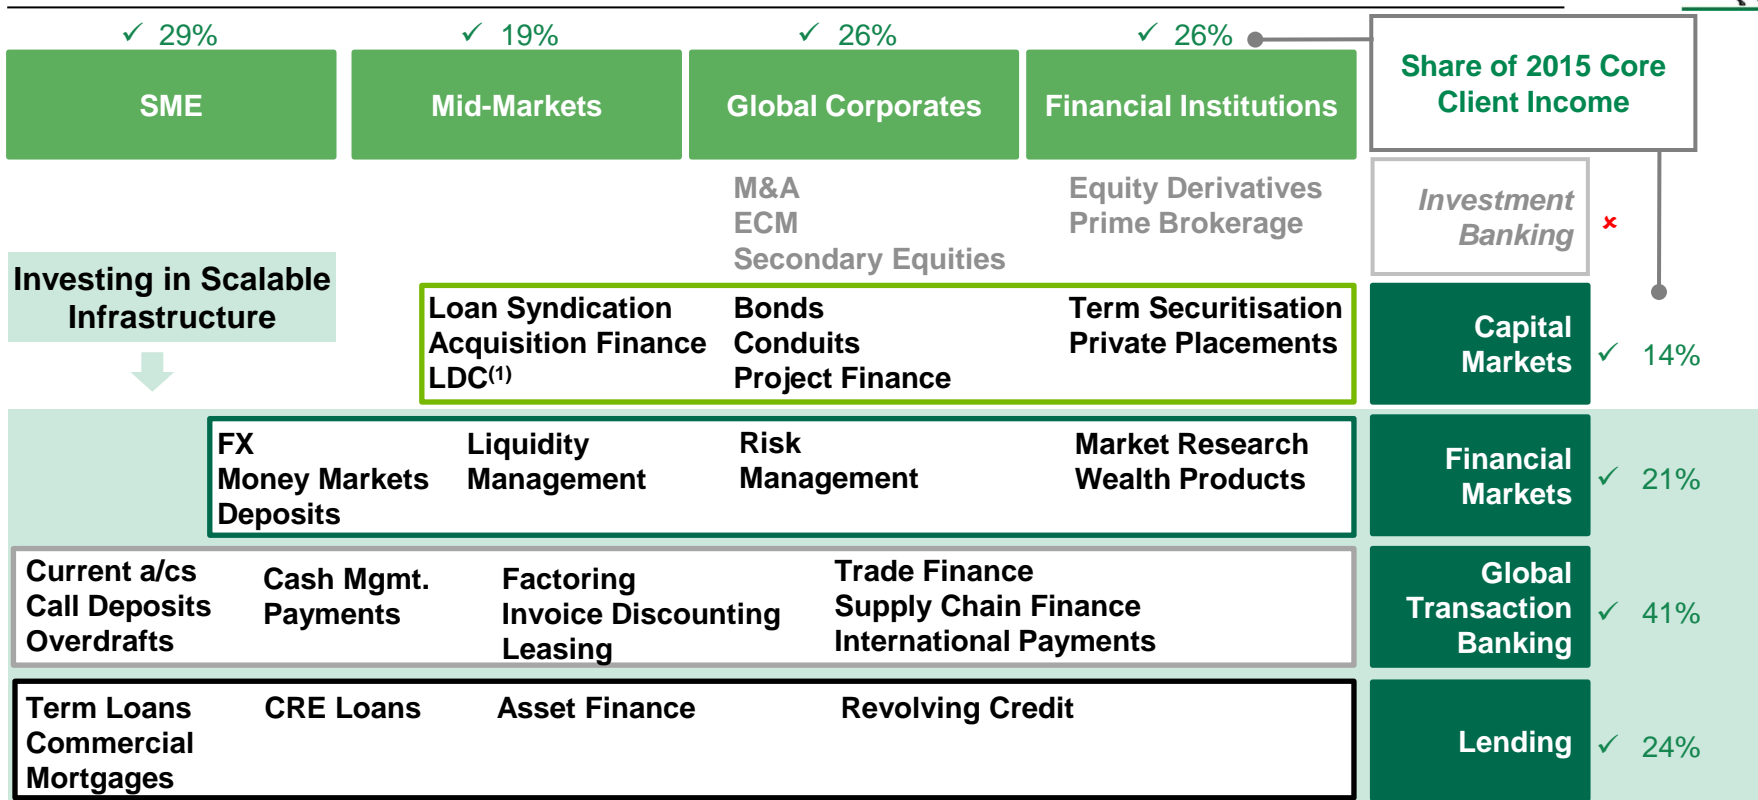 ✓ 29%
✓ 19%
✓ 26%
✓ 26%
Share of 2015 Core
Client Income
SME
Mid-Markets
Global Corporates
Financial Institutions
M&A
ECM
Secondary Equities
Equity Derivatives
Prime Brokerage
Investment
Banking
×
Investing in Scalable
Infrastructure
Loan Syndication
Acquisition Finance
LDC(1)
Bonds
Conduits
Project Finance
Term Securitisation
Private Placements
Capital
Markets
✓ 14%
FX
Money Markets
Deposits
Liquidity
Management
Risk
Management
Market Research
Wealth Products
Financial
Markets
✓ 21%
Current a/cs
Call Deposits
Overdrafts
Cash Mgmt.
Payments
Factoring
Invoice Discounting
Leasing
Trade Finance
Supply Chain Finance
International Payments
Global
Transaction
Banking
✓ 41%
Term Loans
Commercial
Mortgages
CRE Loans
Asset Finance
Revolving Credit
Lending
✓ 24%